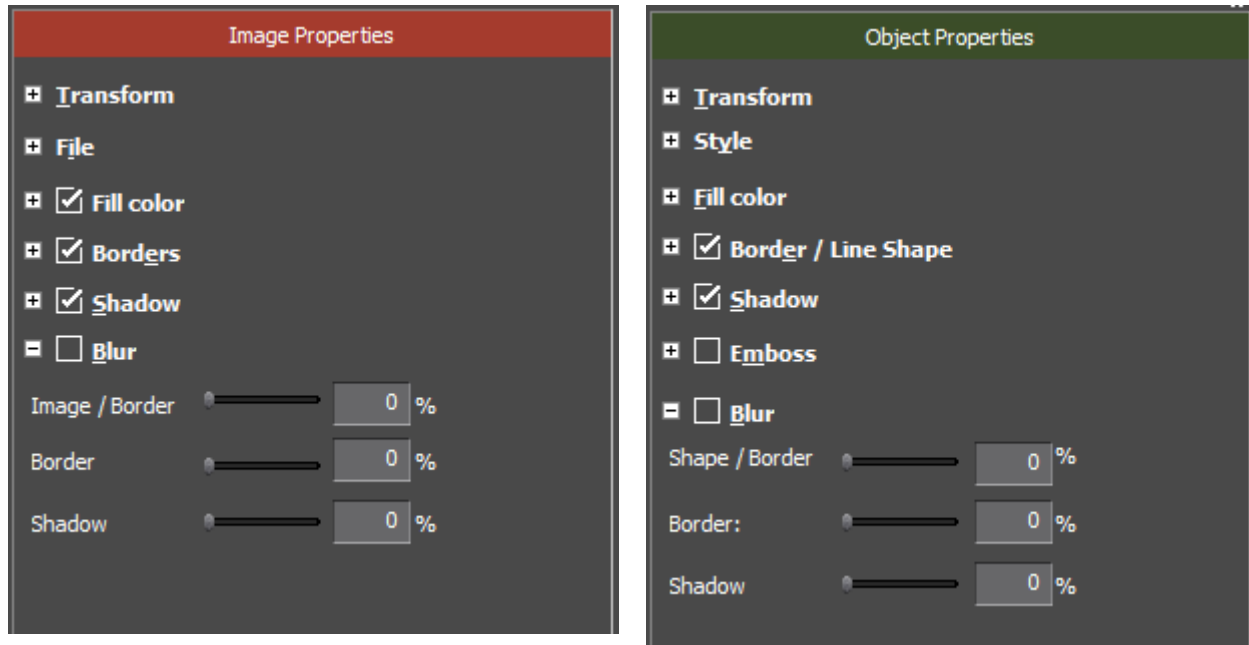 Image Properties
Transform
File
Fill color
Borders
Shadow
Blur
Image / Border 0 %
Border 0 %
Shadow 0 %
Object Properties
Transform
Style
Fill color
Border / Line Shape
Shadow
Emboss
Blur
Shape / Border 0 %
Border: 0 %
Shadow 0 %